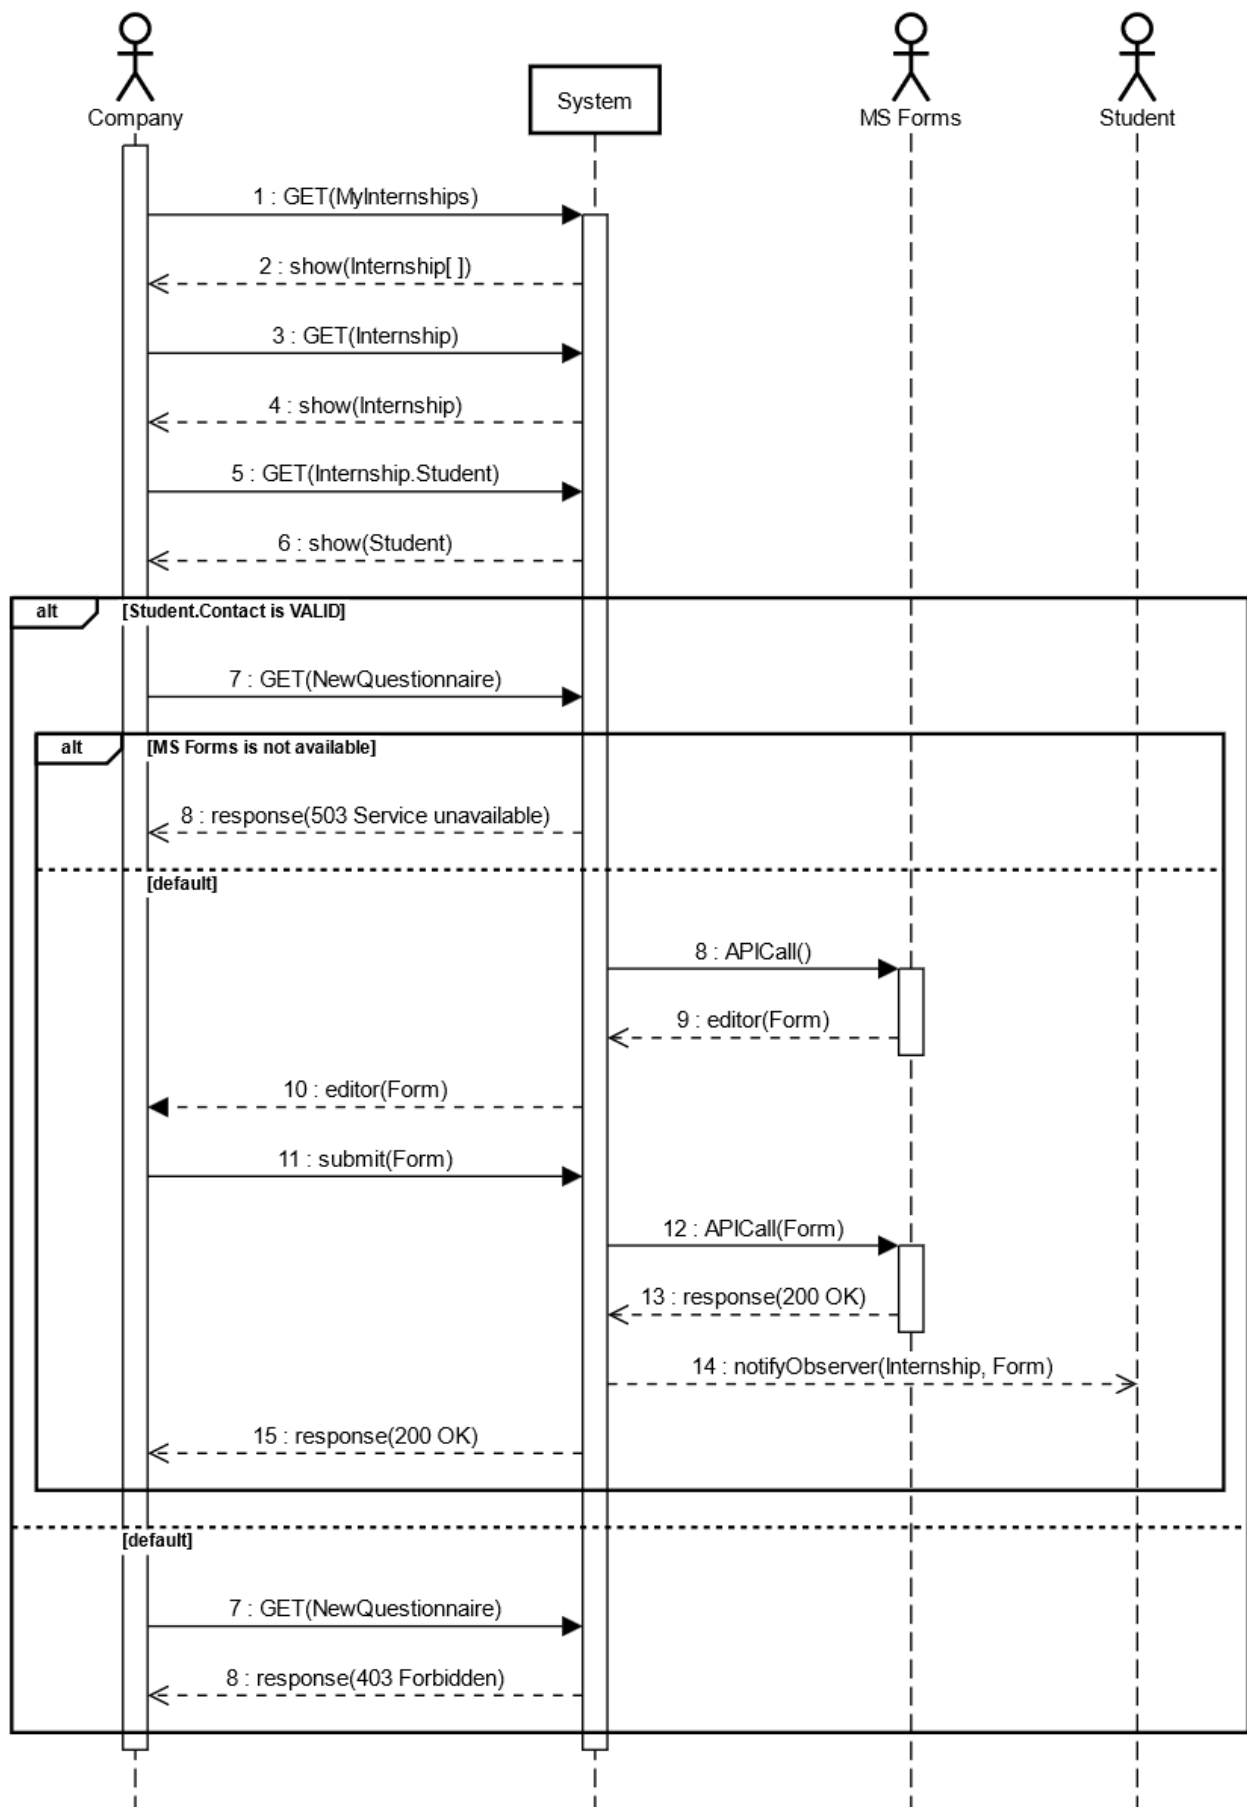 Company
System
MS Forms
Student
1 : GET(MyInternships)
2 : show(Internship[ ])
3 : GET(Internship)
4 : show(Internship)
5 : GET(Internship.Student)
6 : show(Student)
alt [Student.Contact is VALID]
7 : GET(NewQuestionnaire)
alt [MS Forms is not available]
8 : response(503 Service unavailable)
[default]
8 : APICall()
9 : editor(Form)
10 : editor(Form)
11 : submit(Form)
12 : APICall(Form)
13 : response(200 OK)
14 : notifyObserver(Internship, Form)
15 : response(200 OK)
[default]
7 : GET(NewQuestionnaire)
8 : response(403 Forbidden)